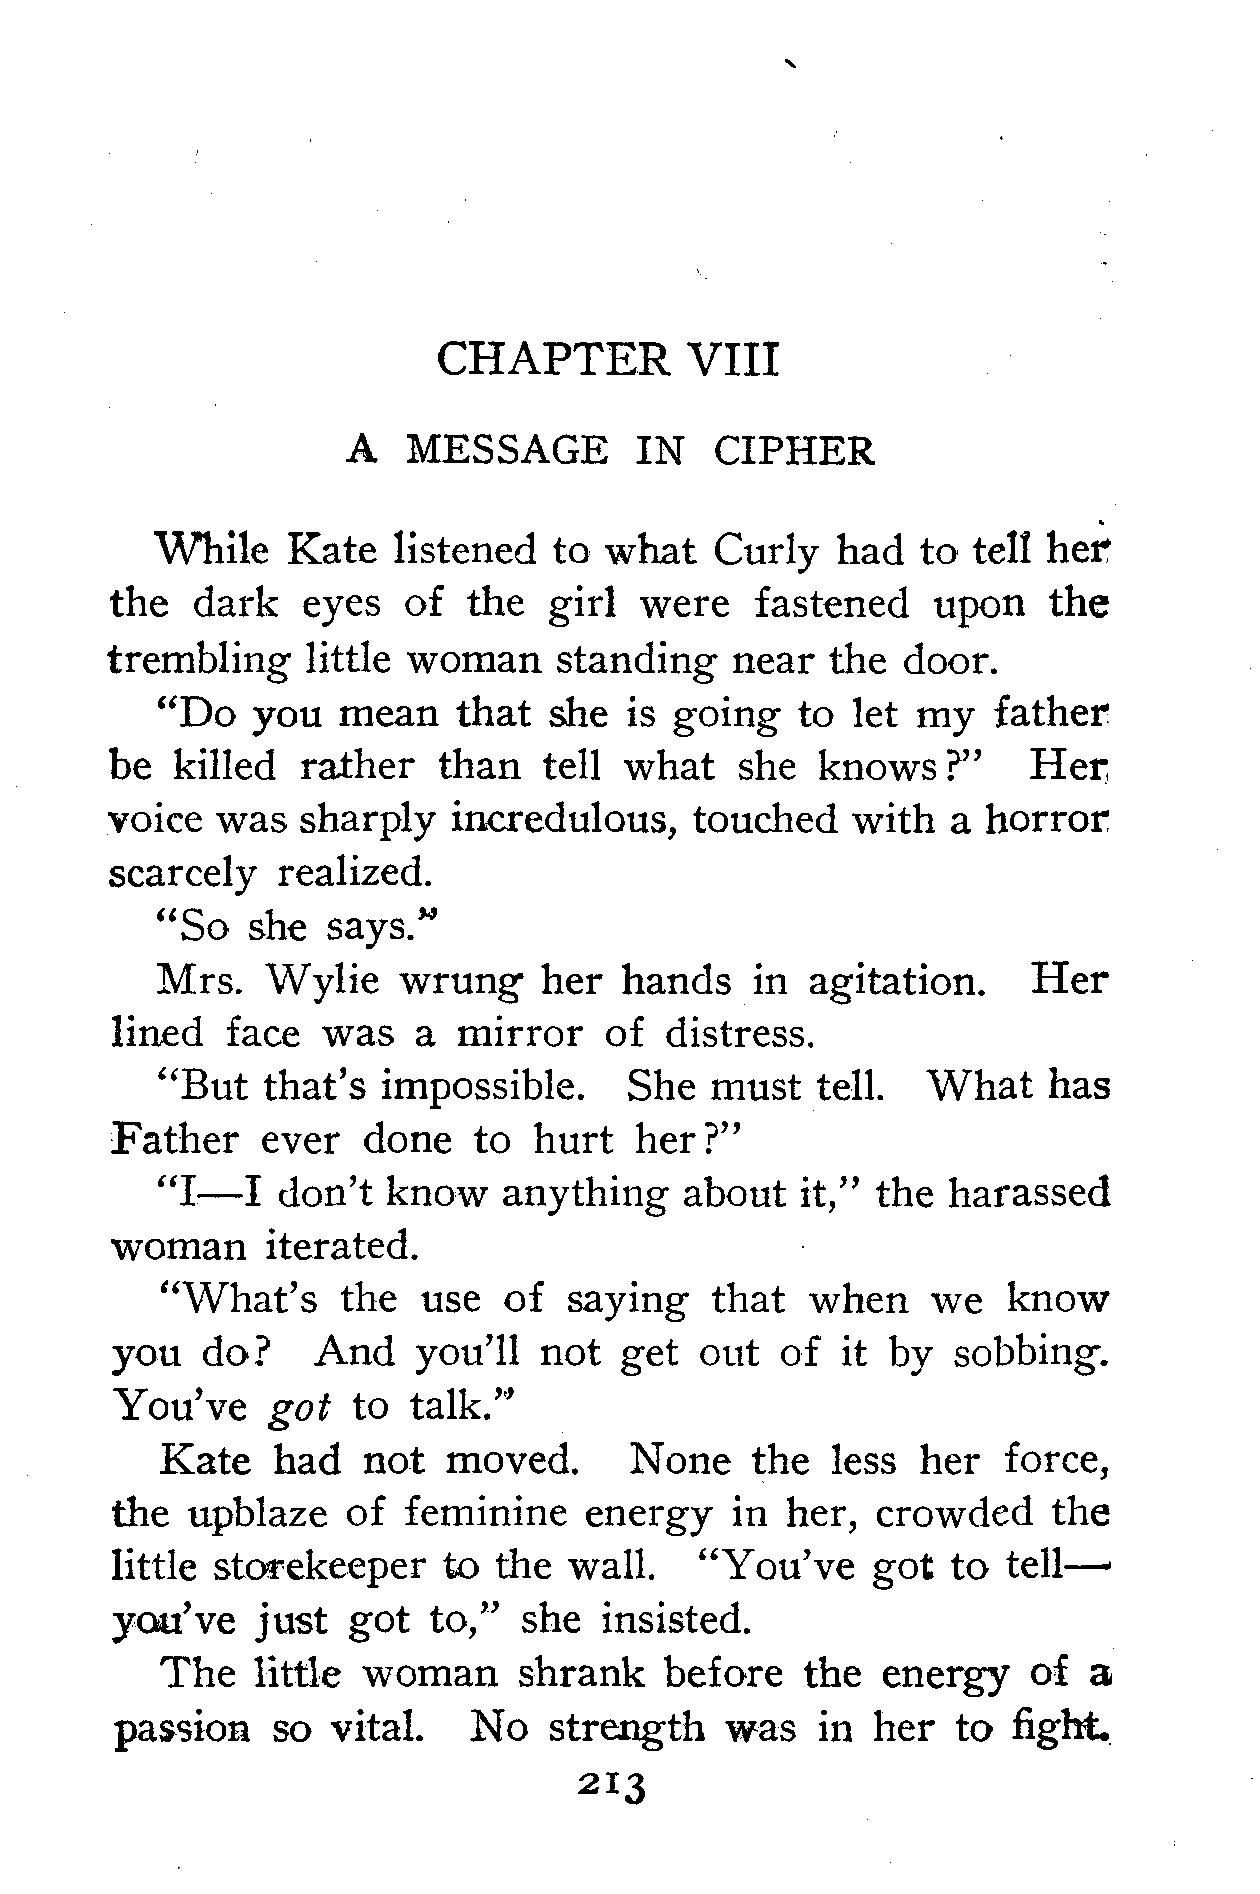 CHAPTER VIII
A MESSAGE IN CIPHER
While Kate listened to what Curly had to tell her
the dark eyes of the girl were fastened upon the
trembling little woman standing near the door.
“Do you mean that she is going to let my father
be killed rather than tell what she knows?” Her
voice was sharply incredulous, touched with a horror
scarcely realized.
“So she says.”
Mrs. Wylie wrung her hands in agitation. Her
lined face was a mirror of distress.
“But that’s impossible. She must tell. What has
Father ever done to hurt her?”
“I—I don’t know anything about it,” the harassed
woman iterated.
“What’s the use of saying that when we know
you do? And you’ll not get out of it by sobbing.
You’ve got to talk.”
Kate had not moved. None the less her force,
the upblaze of feminine energy in her, crowded the
little storekeeper to the wall. “You’ve got to tell—
you’ve just got to,” she insisted.
The little woman shrank before the energy of a
passion so vital. No strength was in her to fight.
213